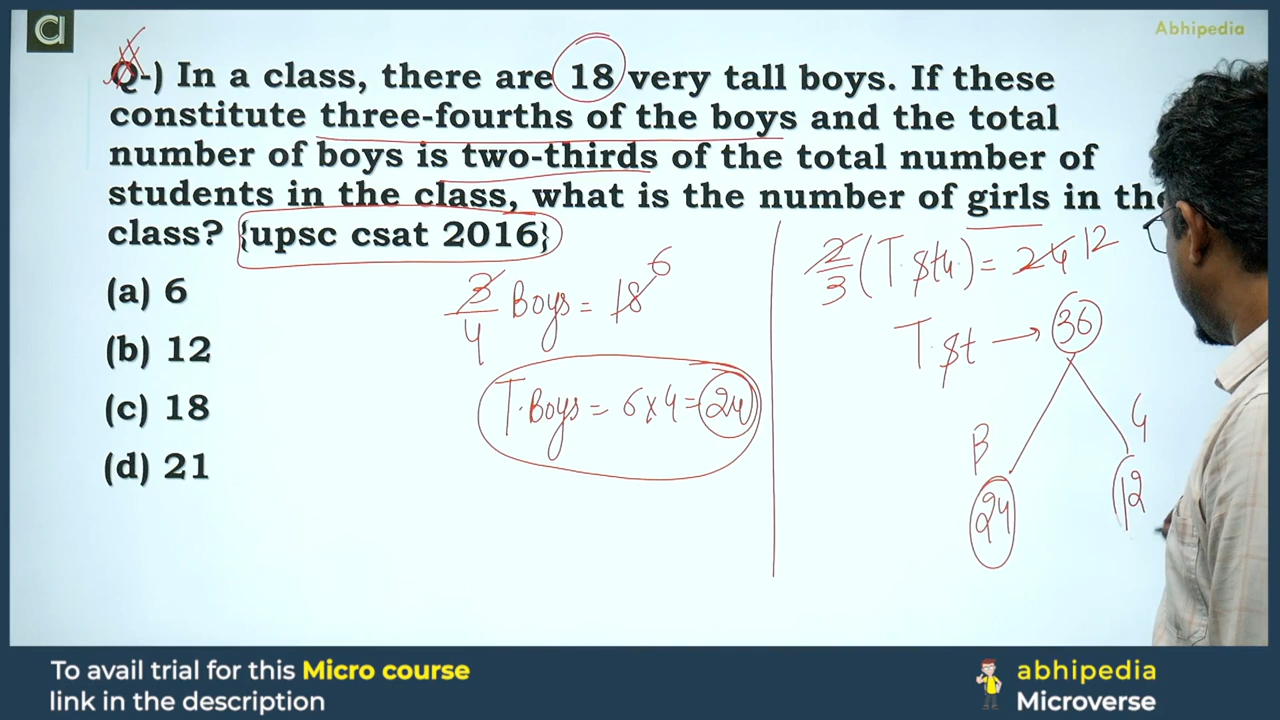 a
Abhipedia
Q-) In a class, there are 18 very tall boys. If these
constitute three-fourths of the boys and the total
number of boys is two-thirds of the total number of
students in the class, what is the number of girls in the
class? {upsc csat 2016}
(a) 6
(b) 12
(c) 18
(d) 21
3/4 Boys = 18 6
T. Boys = 6 x 4 = 24
2/3 (T. Stu) = 24 12
T. St → 36
B G
24 12
To avail trial for this Micro course
link in the description
abhipedia
Microverse